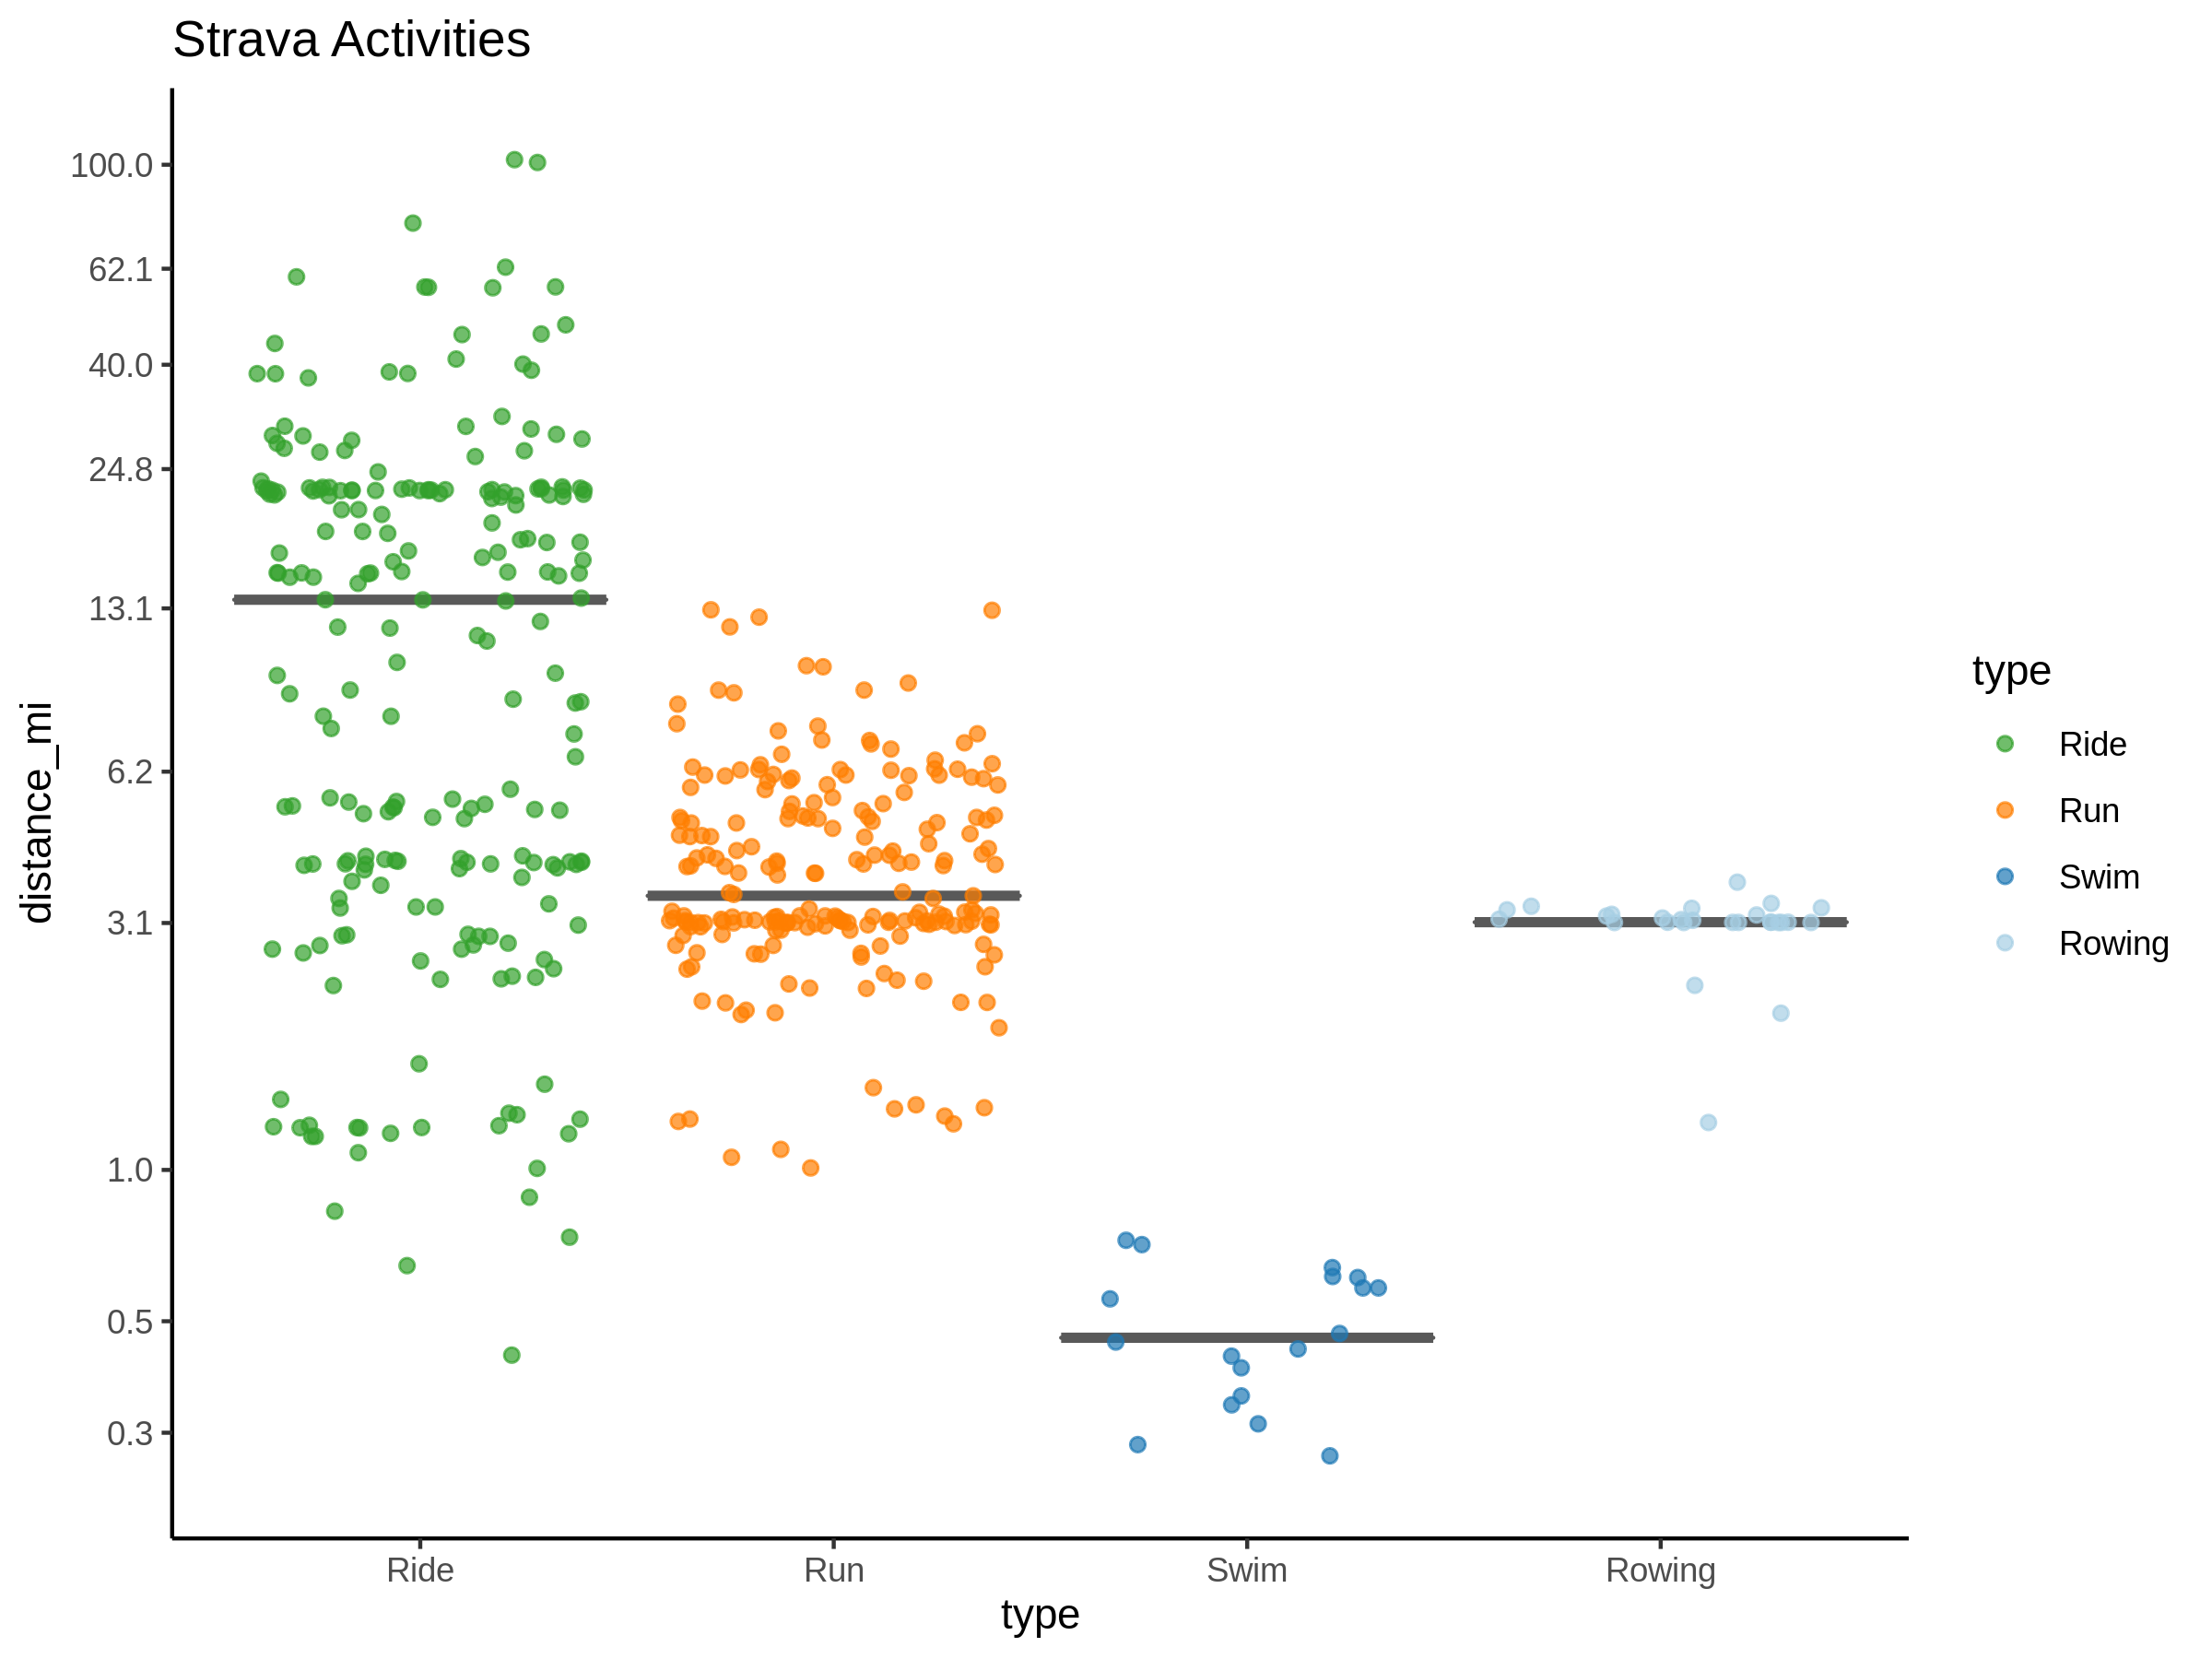 Strava Activities
distance_mi
100.0
62.1
40.0
24.8
13.1
6.2
3.1
1.0
0.5
0.3
Ride
Run
Swim
Rowing
type
type
Ride
Run
Swim
Rowing